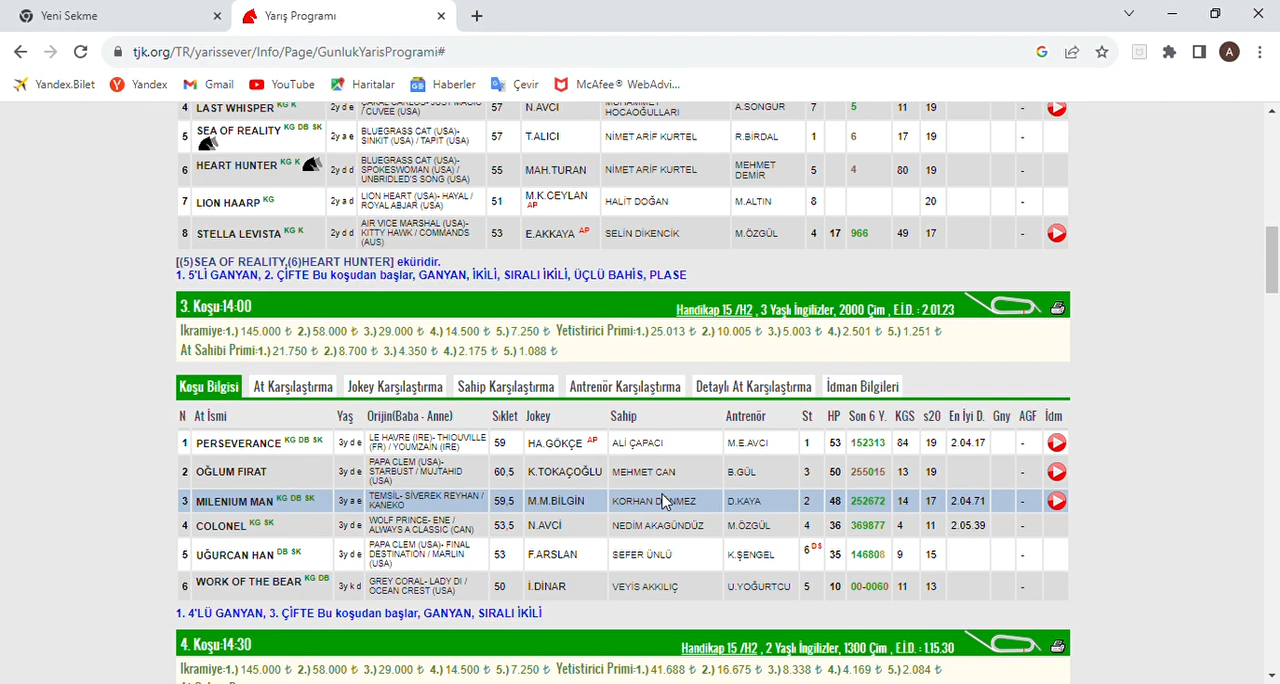 Yeni Sekme
Yarış Programı
tjk.org/TR/yarissever/Info/Page/GunlukYarisProgrami#
A
Yandex.Bilet Yandex Gmail YouTube Haritalar Haberler Çevir McAfee® WebAdvi...
4 LAST WHISPER KG K 2y d e / CUVEE (USA) 57 N.AVCI HOCAOĞULLARI A.SONGUR 7 5 11 19 -
5 SEA OF REALITY KG DB SK 2y a e BLUEGRASS CAT (USA)- SINKIT (USA) / TAPIT (USA) 57 T.ALICI NİMET ARİF KURTEL R.BİRDAL 1 6 17 19 -
6 HEART HUNTER KG K 2y d d BLUEGRASS CAT (USA)- SPOKESWOMAN (USA) / UNBRIDLED'S SONG (USA) 55 MAH.TURAN NİMET ARİF KURTEL MEHMET DEMİR 5 4 80 19 -
7 LION HAARP KG 2y a d LION HEART (USA)- HAYAL / ROYAL ABJAR (USA) 51 M.K.CEYLAN AP HALİT DOĞAN M.ALTIN 8 20 -
8 STELLA LEVISTA KG K 2y d d AIR VICE MARSHAL (USA)- KITTY HAWK / COMMANDS (AUS) 53 E.AKKAYA AP SELİN DİKENCİK M.ÖZGÜL 4 17 966 49 17 -
[(5)SEA OF REALITY,(6)HEART HUNTER] eküridir.
1. 5'Lİ GANYAN, 2. ÇİFTE Bu koşudan başlar, GANYAN, İKİLİ, SIRALI İKİLİ, ÜÇLÜ BAHİS, PLASE
3. Koşu:14:00 Handikap 15 /H2 , 3 Yaşlı İngilizler, 2000 Çim , E.İ.D. : 2.01.23
İkramiye:1.) 145.000 ₺ 2.) 58.000 ₺ 3.) 29.000 ₺ 4.) 14.500 ₺ 5.) 7.250 ₺ Yetistirici Primi:1.) 25.013 ₺ 2.) 10.005 ₺ 3.) 5.003 ₺ 4.) 2.501 ₺ 5.) 1.251 ₺
At Sahibi Primi:1.) 21.750 ₺ 2.) 8.700 ₺ 3.) 4.350 ₺ 4.) 2.175 ₺ 5.) 1.088 ₺
Koşu Bilgisi At Karşılaştırma Jokey Karşılaştırma Sahip Karşılaştırma Antrenör Karşılaştırma Detaylı At Karşılaştırma İdman Bilgileri
N At İsmi Yaş Orijin(Baba - Anne) Sıklet Jokey Sahip Antrenör St HP Son 6 Y. KGS s20 En İyi D. Gny AGF İdm
1 PERSEVERANCE KG DB SK 3y d e LE HAVRE (IRE)- THIOUVILLE (FR) / YOUMZAIN (IRE) 59 HA.GÖKÇE AP ALİ ÇAPACI M.E.AVCI 1 53 152313 84 19 2.04.17 -
2 OĞLUM FIRAT 3y d e PAPA CLEM (USA)- STARBUST / MUJTAHID (USA) 60,5 K.TOKAÇOĞLU MEHMET CAN B.GÜL 3 50 255015 13 19 -
3 MILENIUM MAN KG DB SK 3y a e TEMSİL- SİVEREK REYHAN / KANEKO 59,5 M.M.BİLGİN KORHAN DÖNMEZ D.KAYA 2 48 252672 14 17 2.04.71 -
4 COLONEL KG SK 3y d e WOLF PRINCE- ENE / ALWAYS A CLASSIC (CAN) 53,5 N.AVCI NEDİM AKAGÜNDÜZ M.ÖZGÜL 4 36 369877 4 11 2.05.39 -
5 UĞURCAN HAN DB SK 3y d e PAPA CLEM (USA)- FINAL DESTINATION / MARLIN (USA) 53 F.ARSLAN SEFER ÜNLÜ K.ŞENGEL 6 DS 35 146808 9 15 -
6 WORK OF THE BEAR KG DB 3y k d GREY CORAL- LADY DI / OCEAN CREST (USA) 50 İ.DİNAR VEYİS AKKILIÇ U.YOĞURTCU 5 10 00-0060 11 13 -
1. 4'LÜ GANYAN, 3. ÇİFTE Bu koşudan başlar, GANYAN, SIRALI İKİLİ
4. Koşu:14:30 Handikap 15 /H2 , 2 Yaşlı İngilizler, 1300 Çim , E.İ.D. : 1.15.30
İkramiye:1.) 145.000 ₺ 2.) 58.000 ₺ 3.) 29.000 ₺ 4.) 14.500 ₺ 5.) 7.250 ₺ Yetistirici Primi:1.) 41.688 ₺ 2.) 16.675 ₺ 3.) 8.338 ₺ 4.) 4.169 ₺ 5.) 2.084 ₺